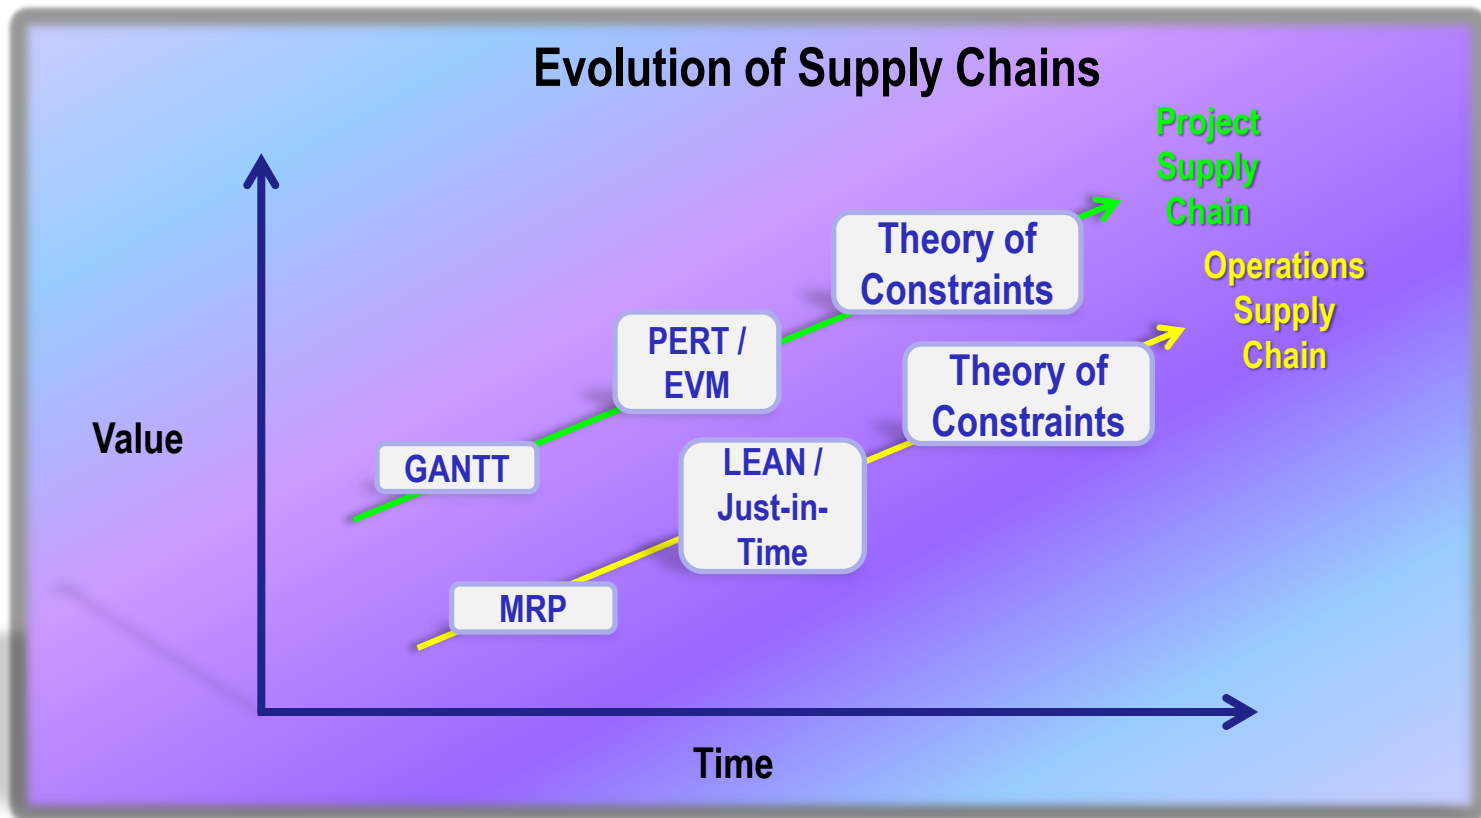 Evolution of Supply Chains
Project
Supply
Chain
Theory of
Constraints
Operations
Supply
Chain
PERT /
EVM
Theory of
Constraints
Value
GANTT
LEAN /
Just-in-
Time
MRP
Time